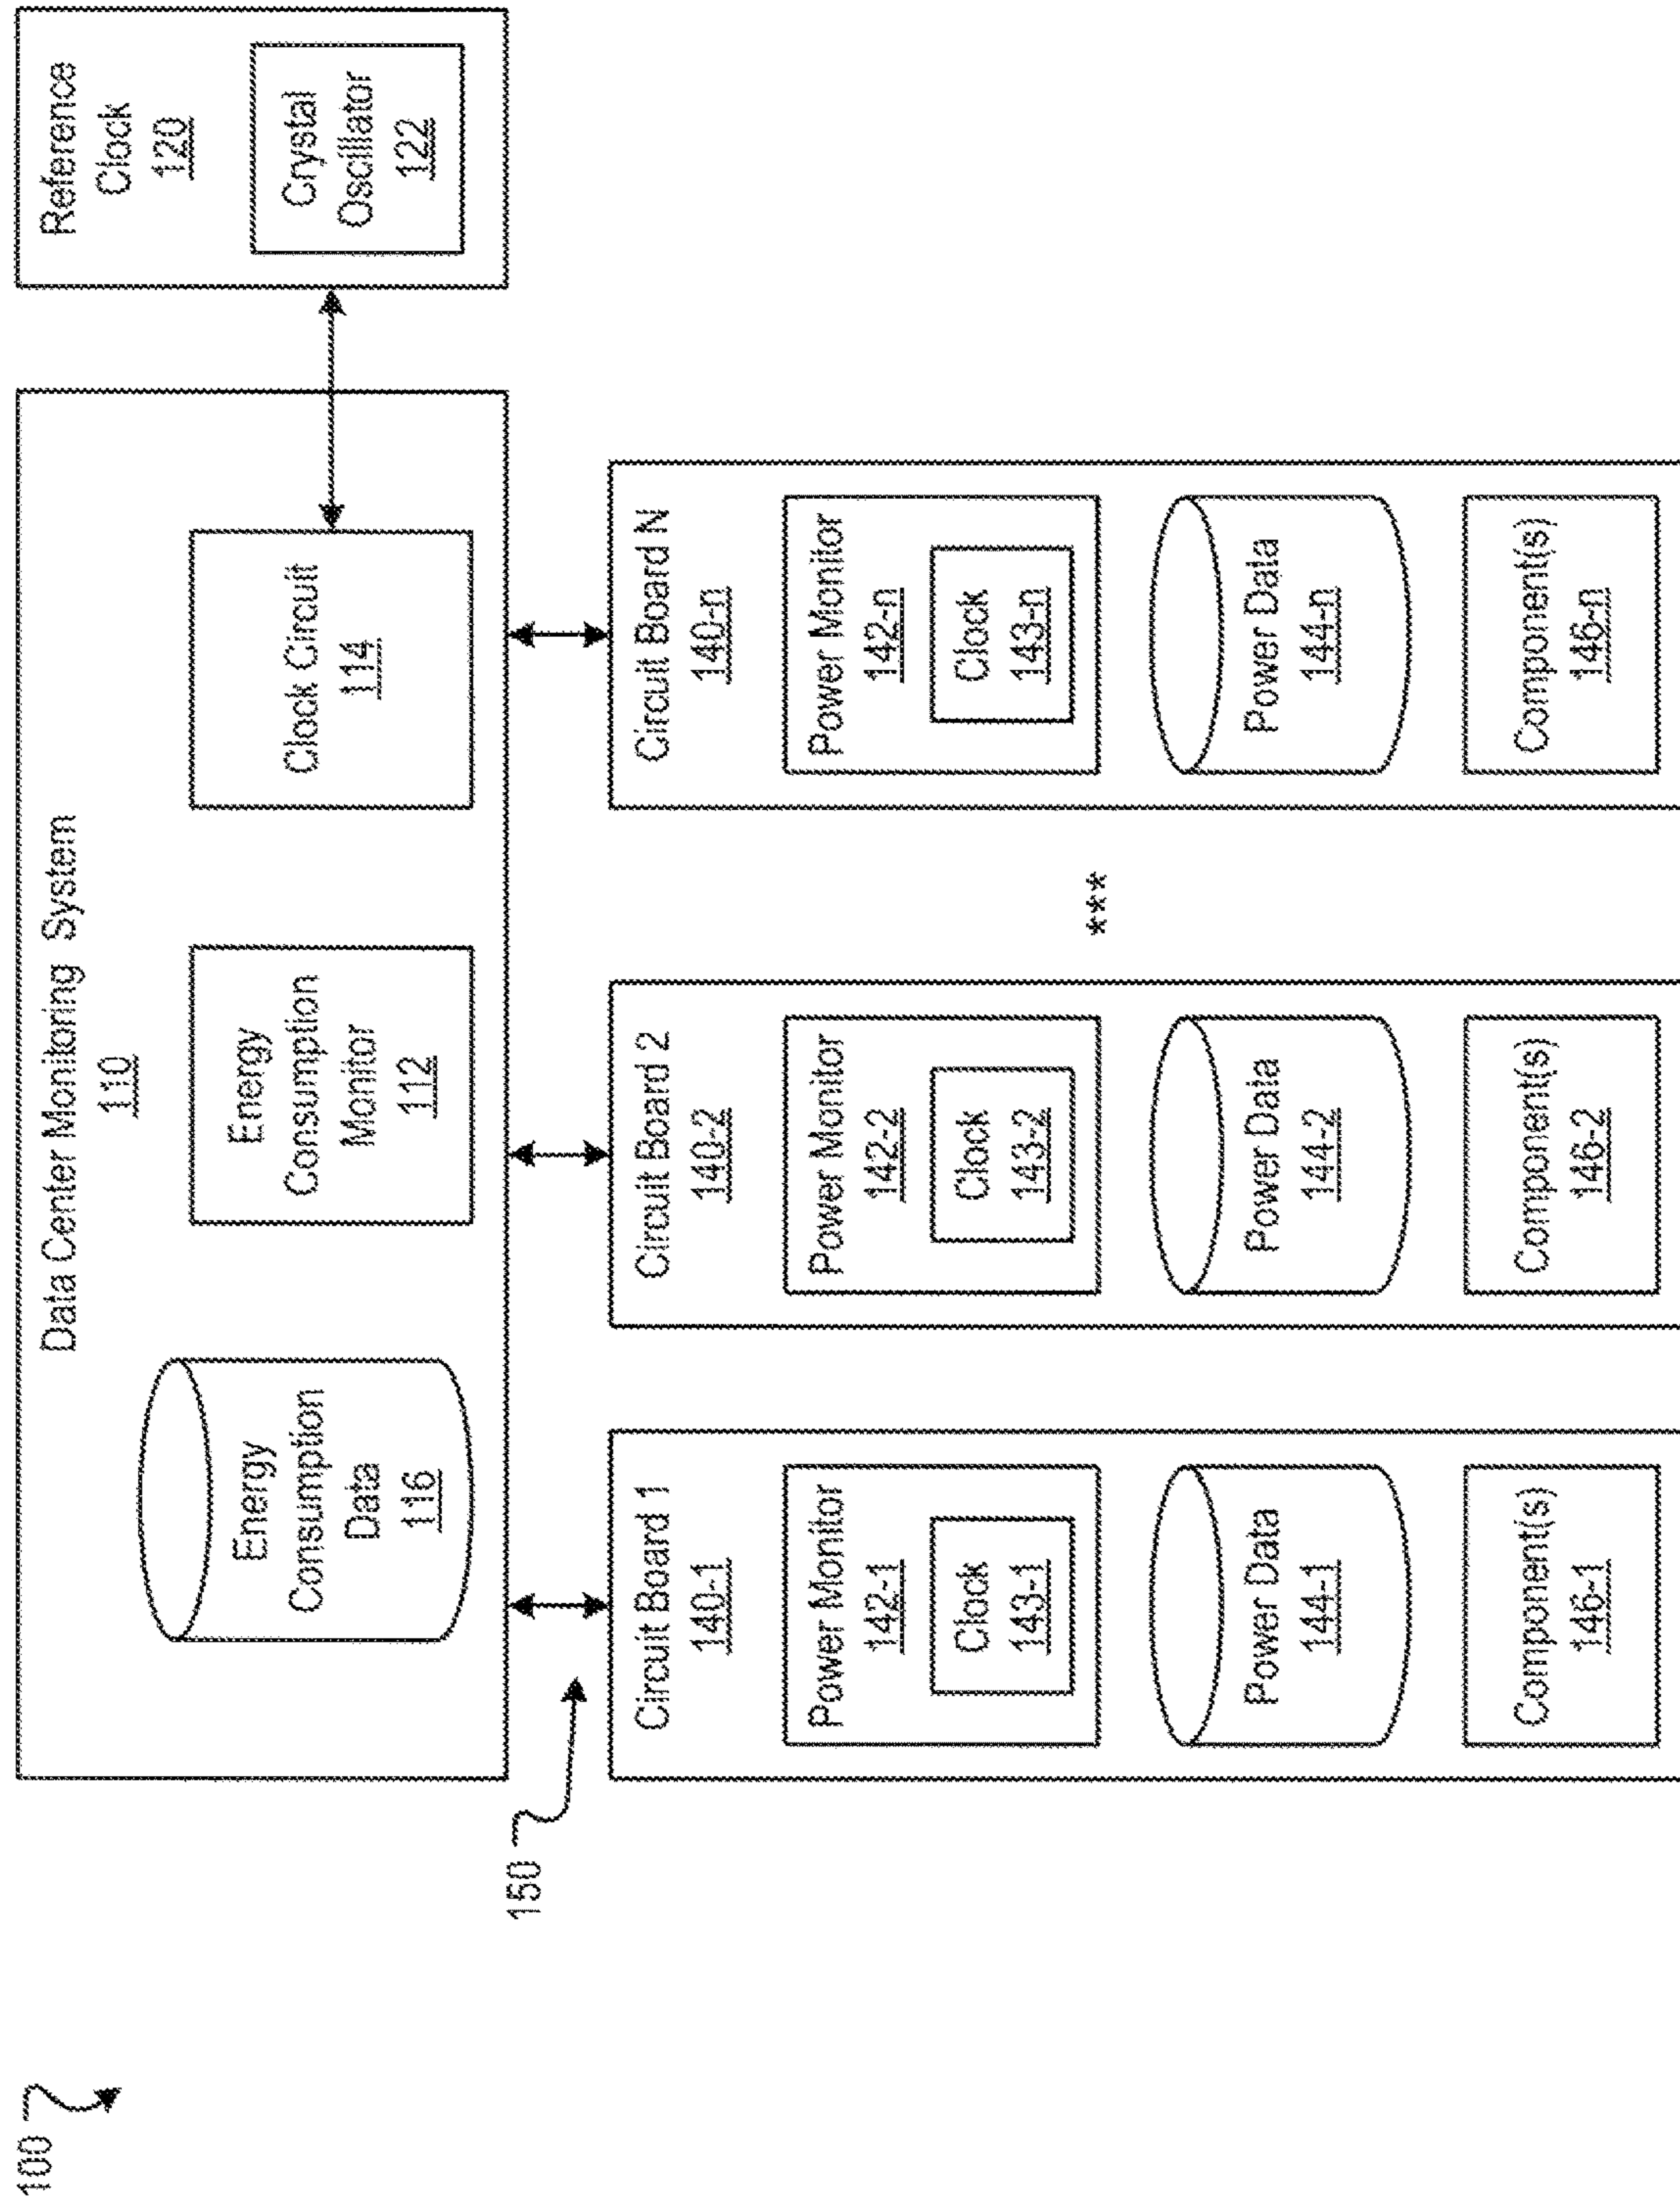 100
Data Center Monitoring System
110
Energy
Consumption
Data
116
Energy
Consumption
Monitor
112
Clock Circuit
114
Reference
Clock
120
Crystal
Oscillator
122
150
Circuit Board 1
140-1
Power Monitor
142-1
Clock
143-1
Power Data
144-1
Component(s)
146-1
Circuit Board 2
140-2
Power Monitor
142-2
Clock
143-2
Power Data
144-2
Component(s)
146-2
***
Circuit Board N
140-n
Power Monitor
142-n
Clock
143-n
Power Data
144-n
Component(s)
146-n